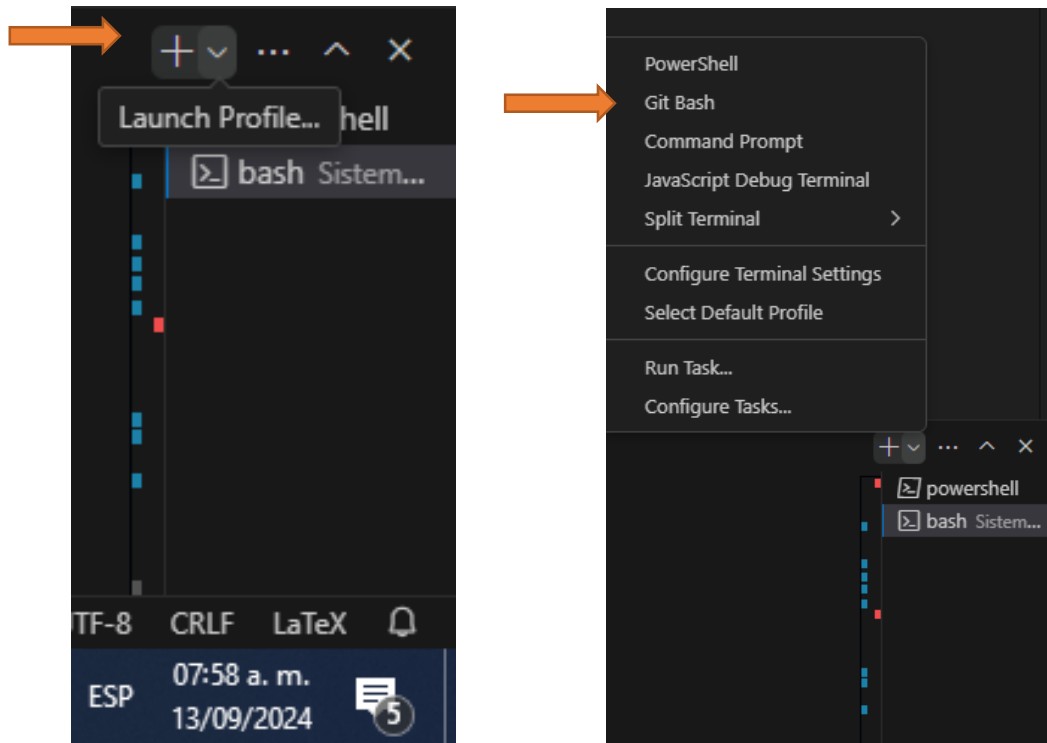 Launch Profile...
hell
bash Sistem...
UTF-8 CRLF LaTeX
ESP
07:58 a. m.
13/09/2024
5
PowerShell
Git Bash
Command Prompt
JavaScript Debug Terminal
Split Terminal
Configure Terminal Settings
Select Default Profile
Run Task...
Configure Tasks...
powershell
bash Sistem...